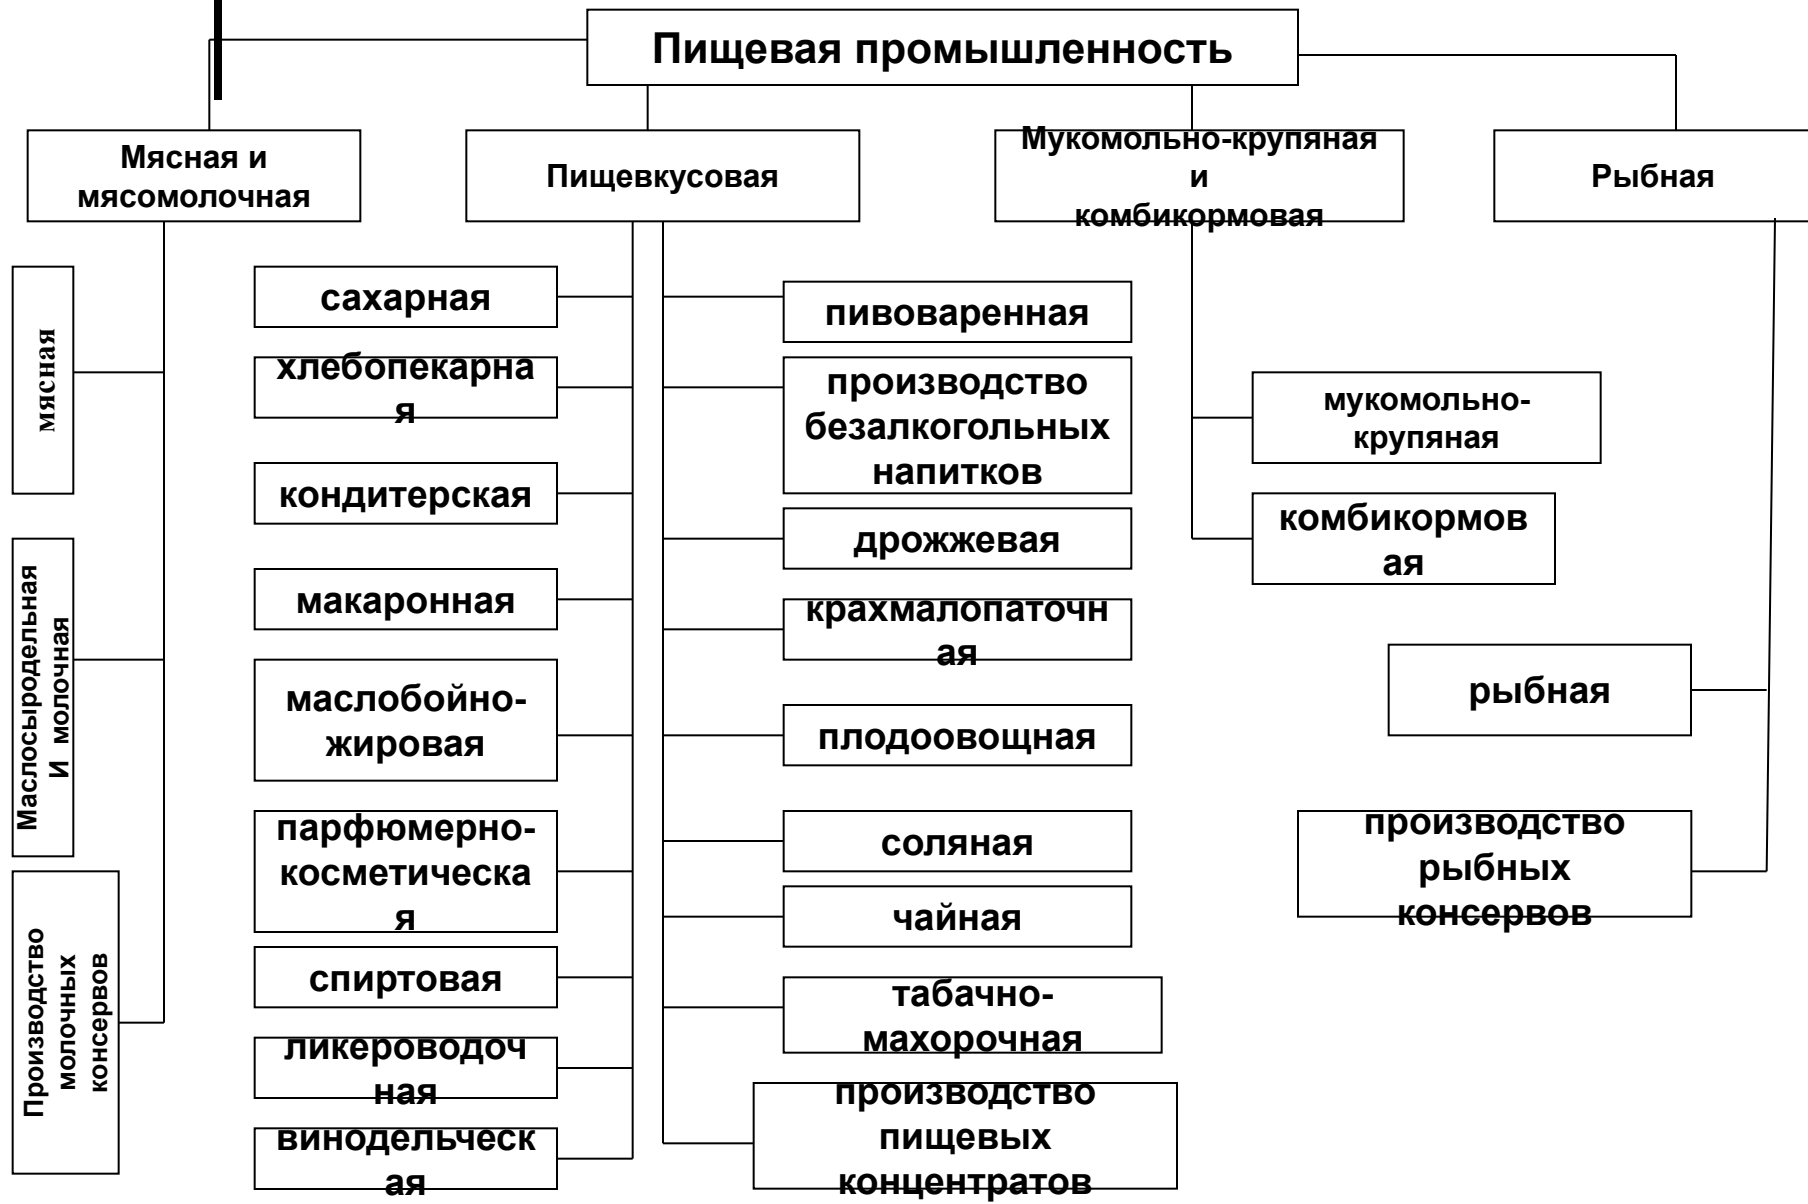 Пищевая промышленность
Мясная и
мясомолочная
Пищевкусовая
Мукомольно-крупяная
и
комбикормовая
Рыбная
мясная
Маслосыродельная
И молочная
Производство
молочных
консервов
сахарная
хлебопекарна
я
кондитерская
макаронная
маслобойно-
жировая
парфюмерно-
косметическа
я
спиртовая
ликероводоч
ная
винодельческ
ая
пивоваренная
производство
безалкогольных
напитков
дрожжевая
крахмалопаточн
ая
плодоовощная
соляная
чайная
табачно-
махорочная
производство
пищевых
концентратов
мукомольно-
крупяная
комбикормов
ая
рыбная
производство
рыбных
консервов